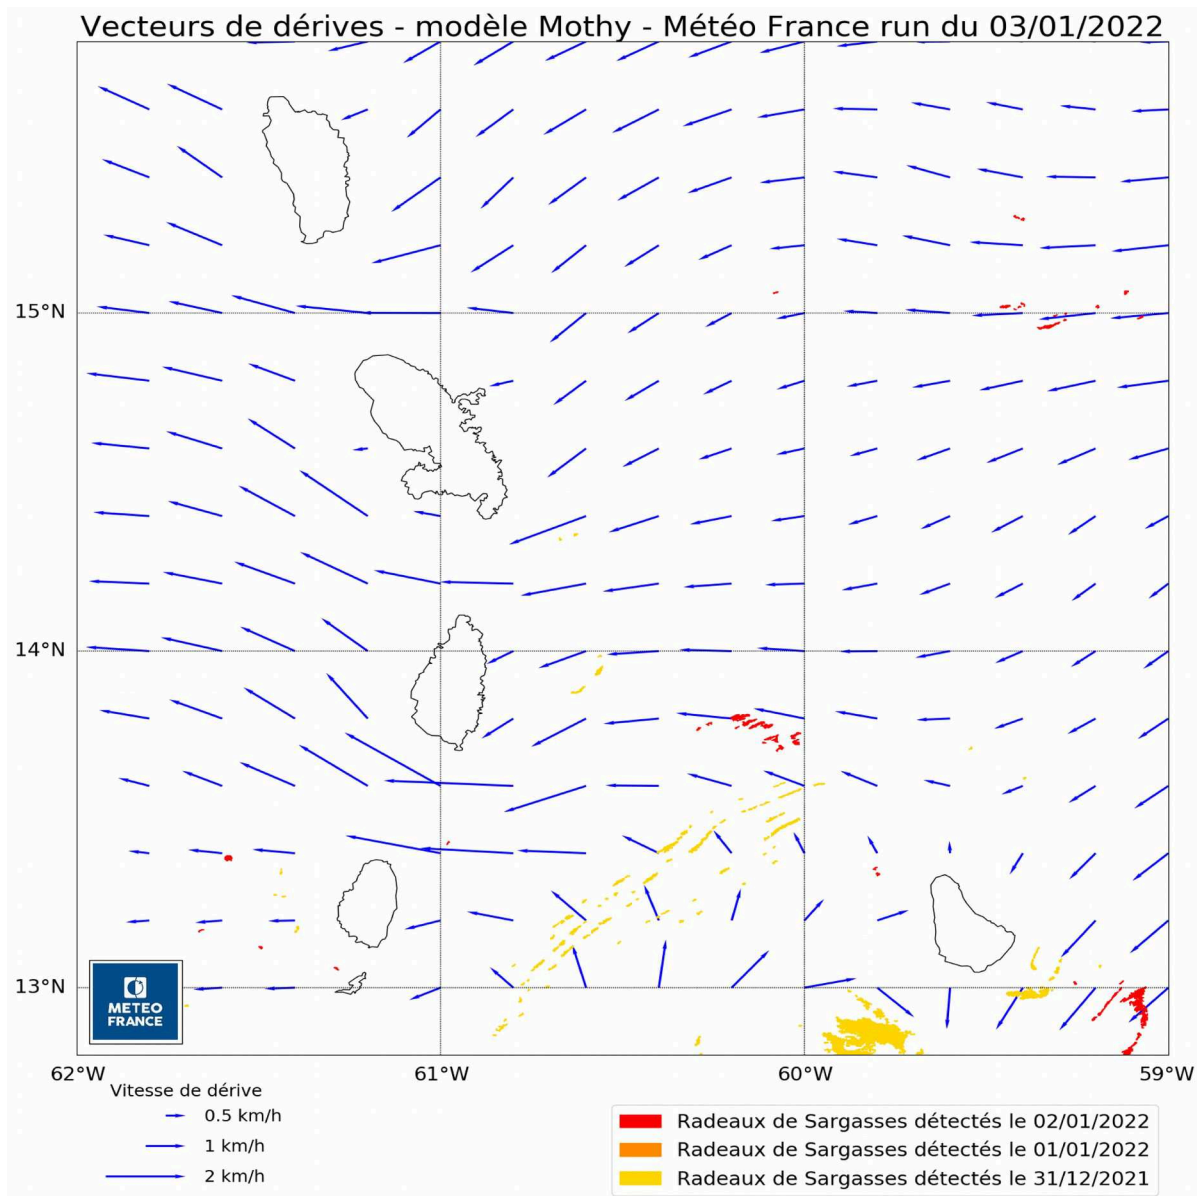 Vecteurs de dérives - modèle Mothy - Météo France run du 03/01/2022
15°N
14°N
13°N
METEO
FRANCE
62°W
61°W
60°W
59°W
Vitesse de dérive
0.5 km/h
1 km/h
2 km/h
Radeaux de Sargasses détectés le 02/01/2022
Radeaux de Sargasses détectés le 01/01/2022
Radeaux de Sargasses détectés le 31/12/2021